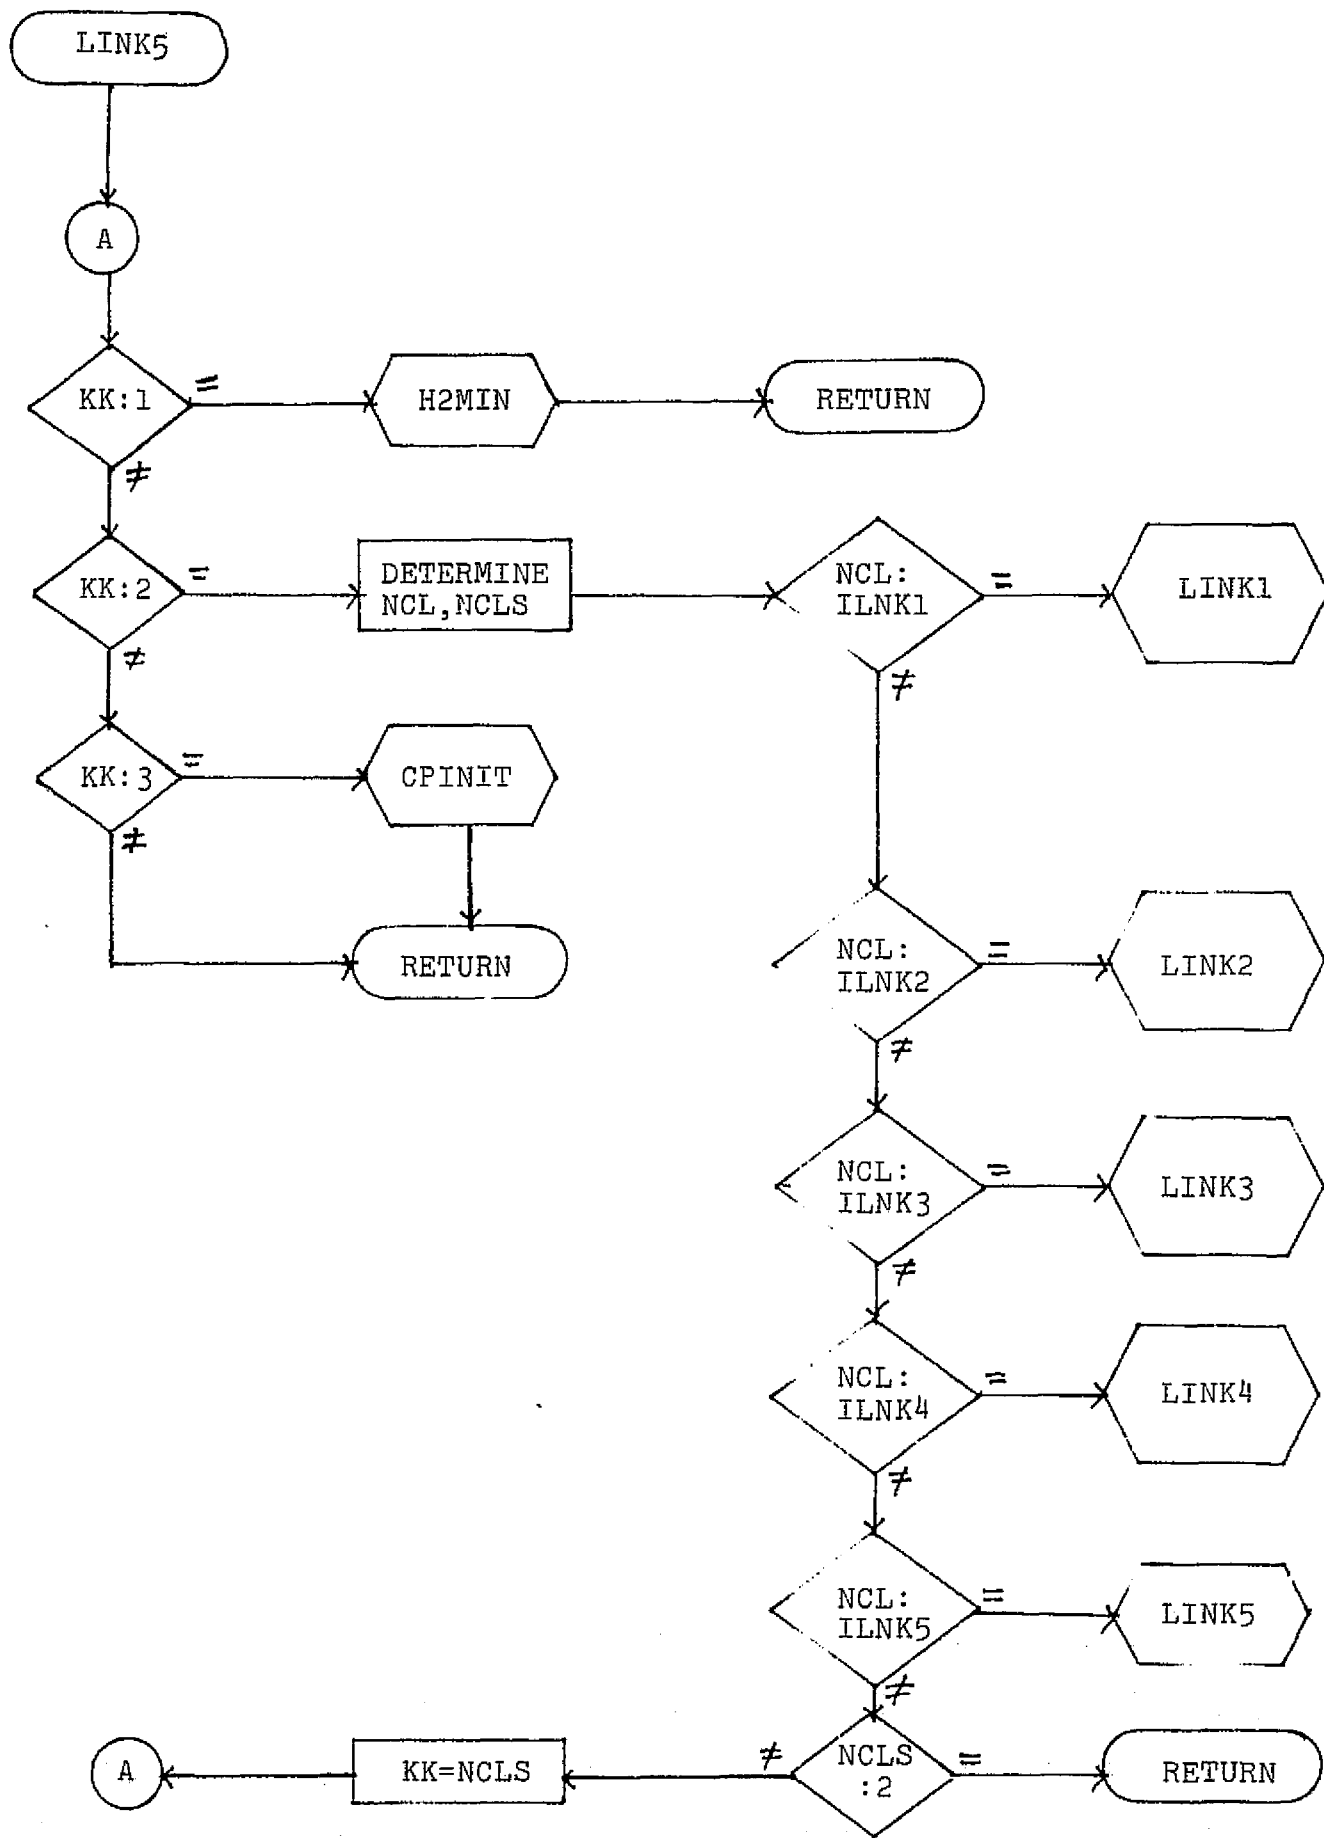 LINK5
A
KK:1
=
H2MIN
RETURN
≠
KK:2
=
DETERMINE
NCL,NCLS
NCL:
ILNK1
=
LINK1
≠
≠
KK:3
=
CPINIT
≠
RETURN
NCL:
ILNK2
=
LINK2
≠
NCL:
ILNK3
=
LINK3
≠
NCL:
ILNK4
=
LINK4
≠
NCL:
ILNK5
=
LINK5
≠
NCLS
:2
=
RETURN
≠
KK=NCLS
A